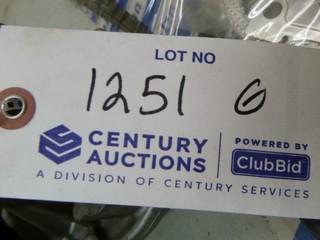 LOT NO
1251 G
CENTURY AUCTIONS
POWERED BY
ClubBid
A DIVISION OF CENTURY SERVICES